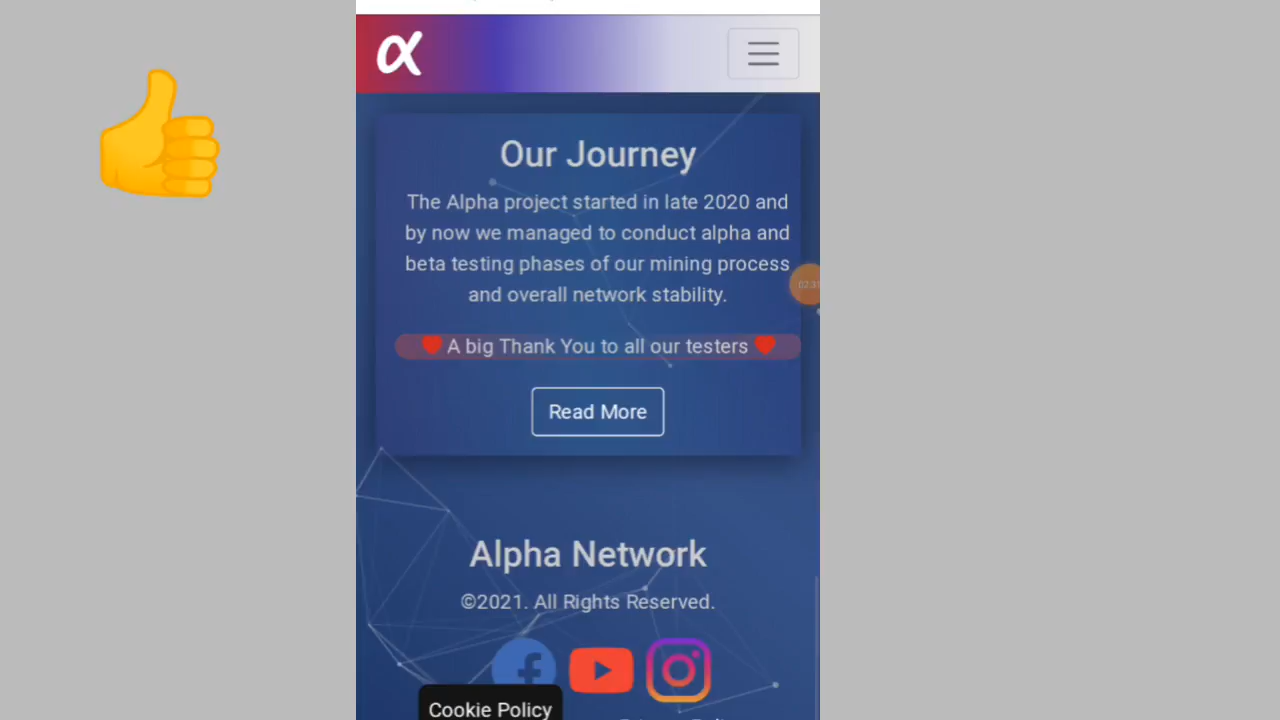 α
Our Journey
The Alpha project started in late 2020 and
by now we managed to conduct alpha and
beta testing phases of our mining process
and overall network stability.
A big Thank You to all our testers
Read More
Alpha Network
©2021. All Rights Reserved.
Cookie Policy